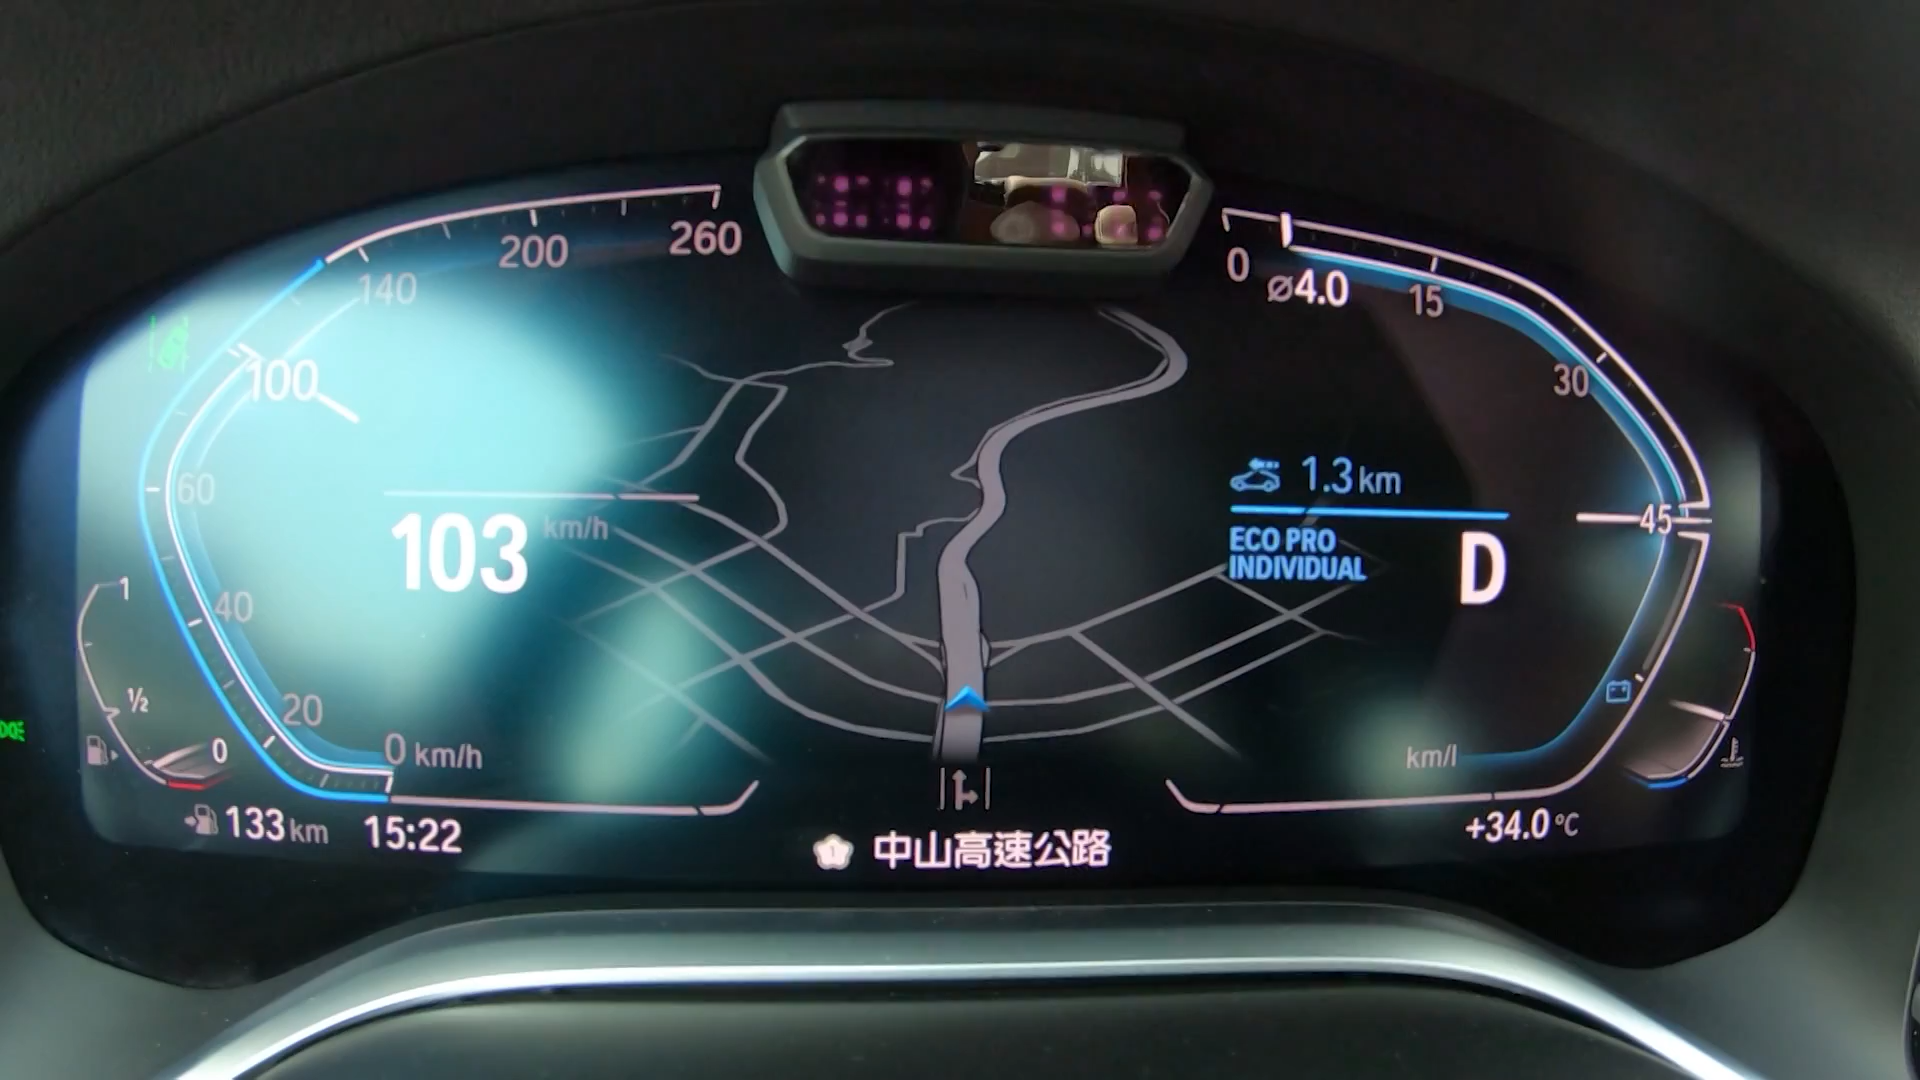 260
200
140
100
60
40
20
0 km/h
103 km/h
1
1/2
0
133 km
15:22
0
ø4.0
15
30
45
1.3 km
ECO PRO
INDIVIDUAL
D
km/l
+34.0 °C
1 中山高速公路